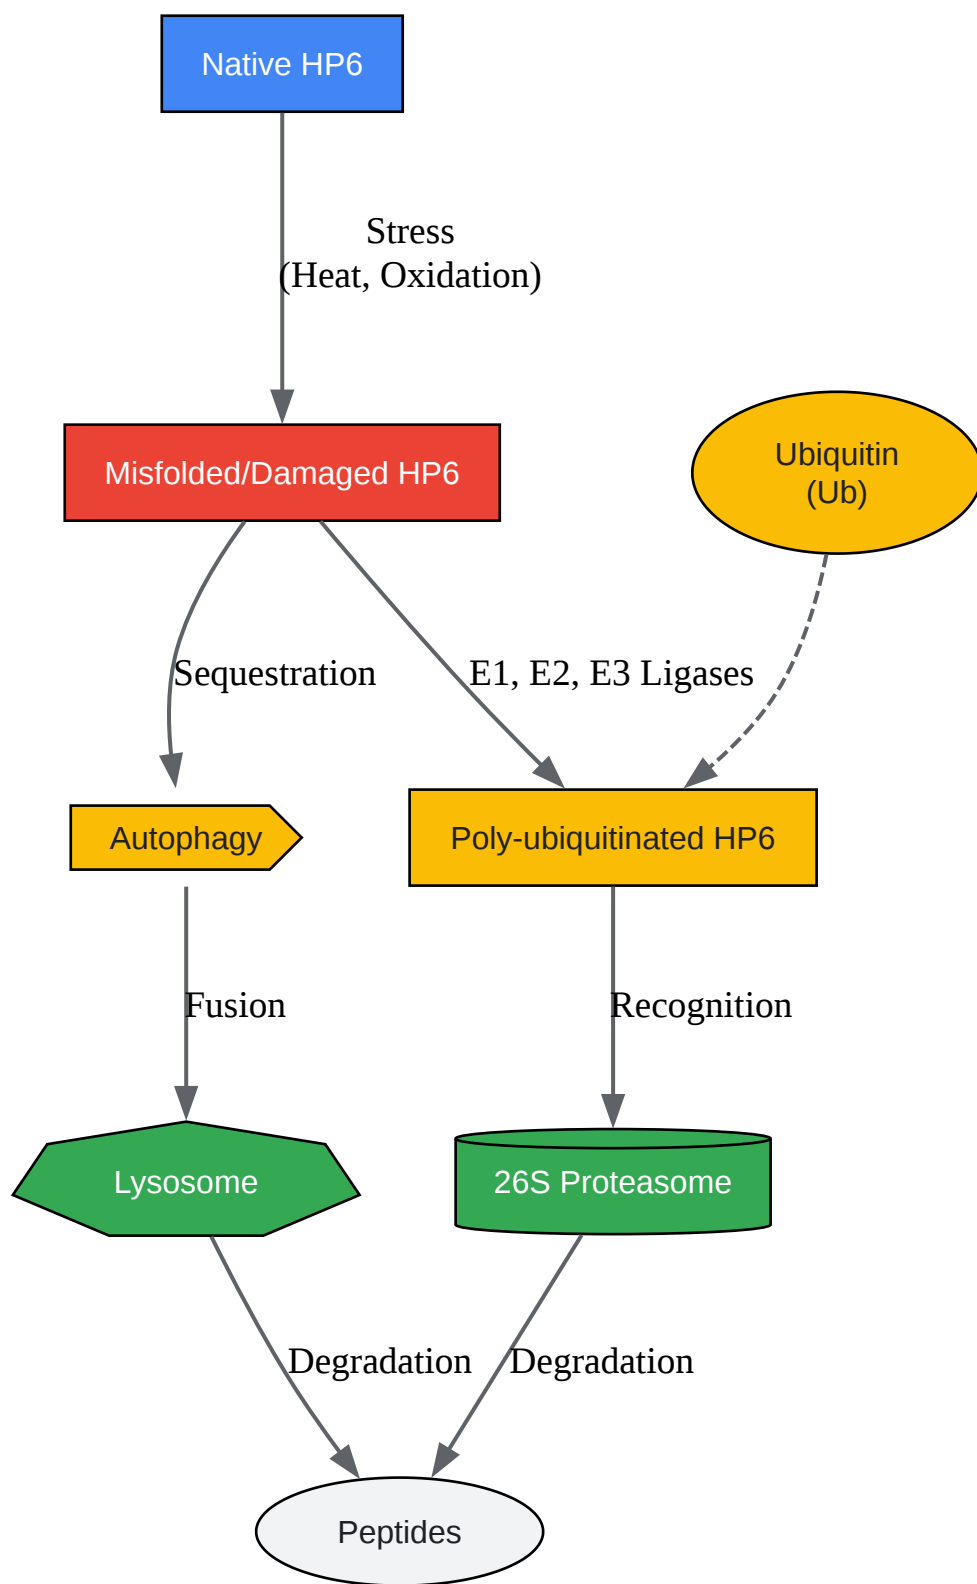 Native HP6
Stress
(Heat, Oxidation)
Misfolded/Damaged HP6
Ubiquitin
(Ub)
Sequestration
E1, E2, E3 Ligases
Autophagy
Poly-ubiquitinated HP6
Fusion
Recognition
Lysosome
26S Proteasome
Degradation
Degradation
Peptides